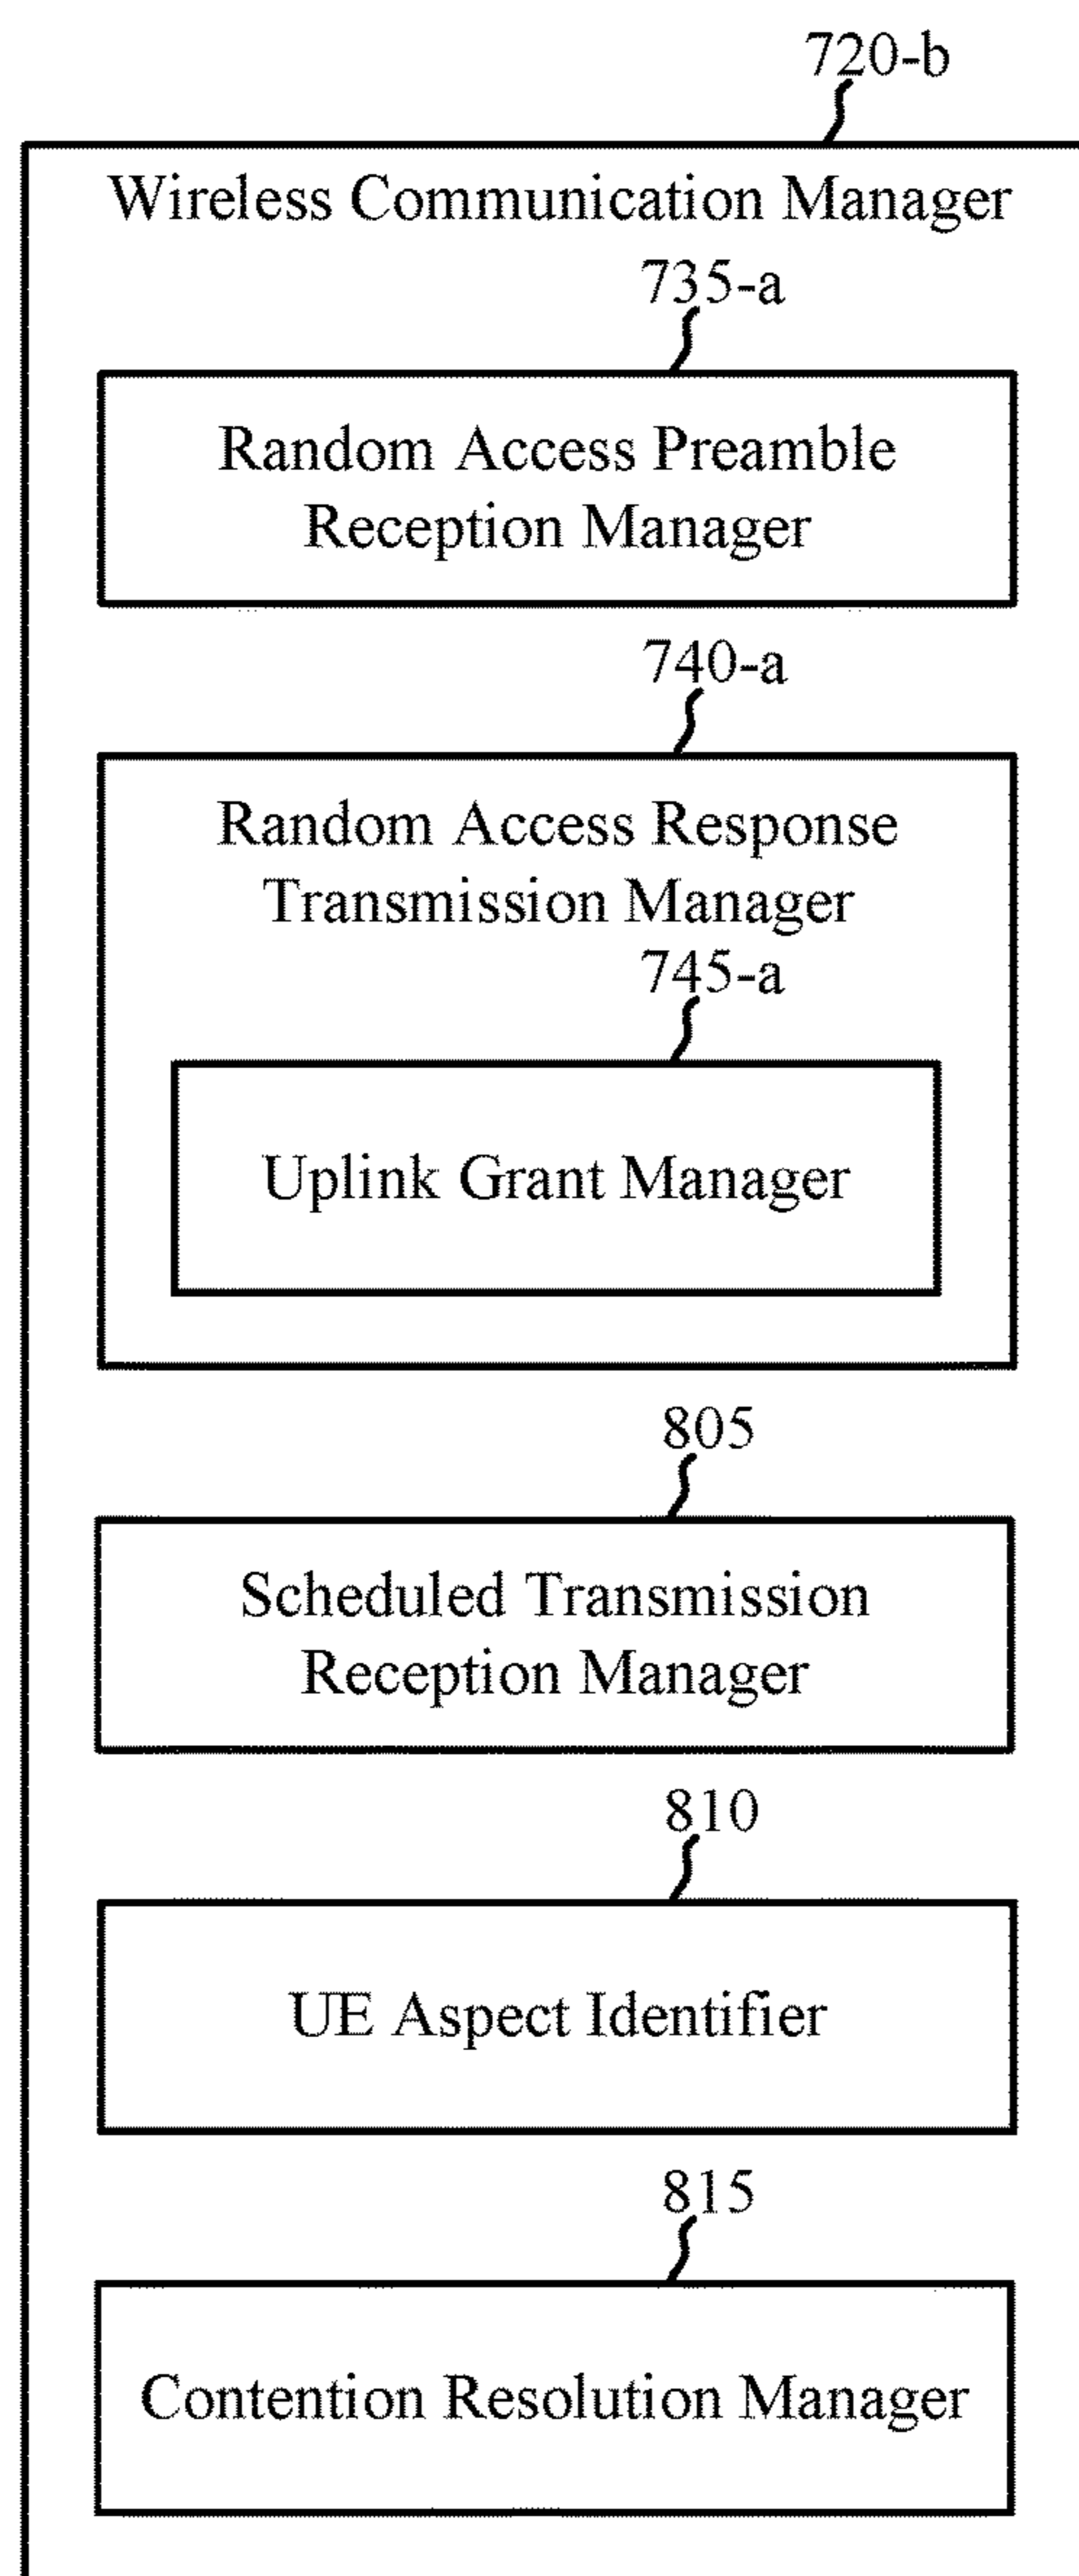 720-b
Wireless Communication Manager
735-a
Random Access Preamble
Reception Manager
740-a
Random Access Response
Transmission Manager
745-a
Uplink Grant Manager
805
Scheduled Transmission
Reception Manager
810
UE Aspect Identifier
815
Contention Resolution Manager